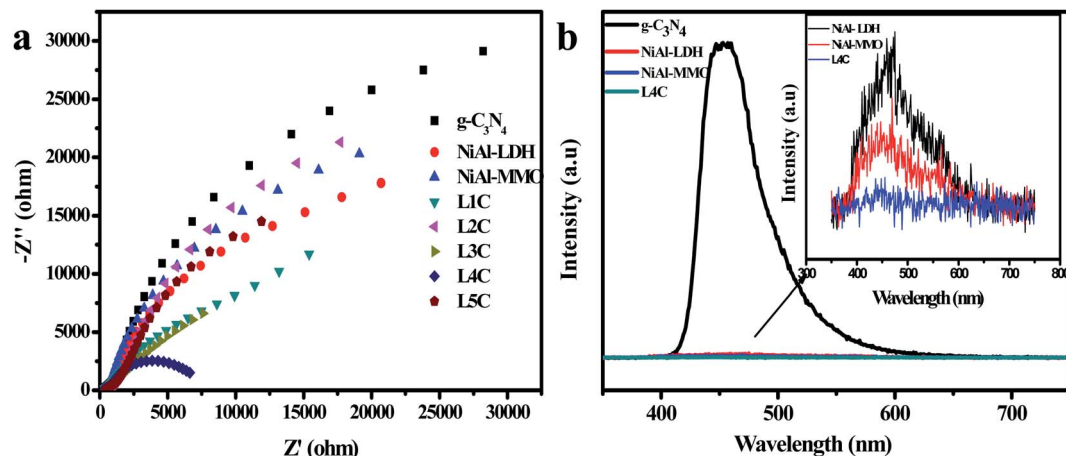 a
30000
25000
20000
15000
10000
5000
0
-Z'' (ohm)
g-C₃N₄
NiAl-LDH
NiAl-MMO
L1C
L2C
L3C
L4C
L5C
0 5000 10000 15000 20000 25000 30000
Z' (ohm)
b
g-C₃N₄
NiAl-LDH
NiAl-MMO
L4C
Intensity (a.u)
400 500 600 700
Wavelength (nm)
NiAl- LDH
NiAl-MMO
L4C
Intensity (a.u)
300 400 500 600 700 800
Wavelength (nm)